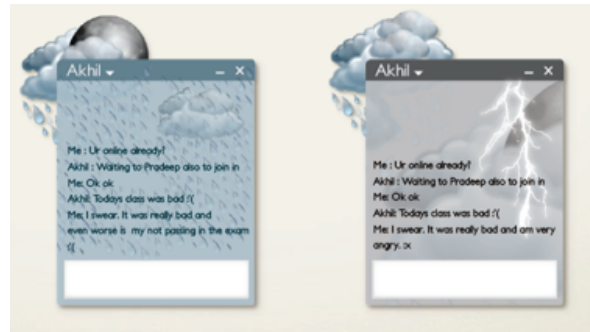 Akhil
Me : Ur online already?
Akhil : Waiting to Pradeep also to join in
Me: Ok ok
Akhil: Todays class was bad :'(
Me: I swear. It was really bad and
even worse is my not passing in the exam
:'(
Akhil
Me : Ur online already?
Akhil : Waiting to Pradeep also to join in
Me: Ok ok
Akhil: Todays class was bad :'(
Me: I swear. It was really bad and am very
angry. :x